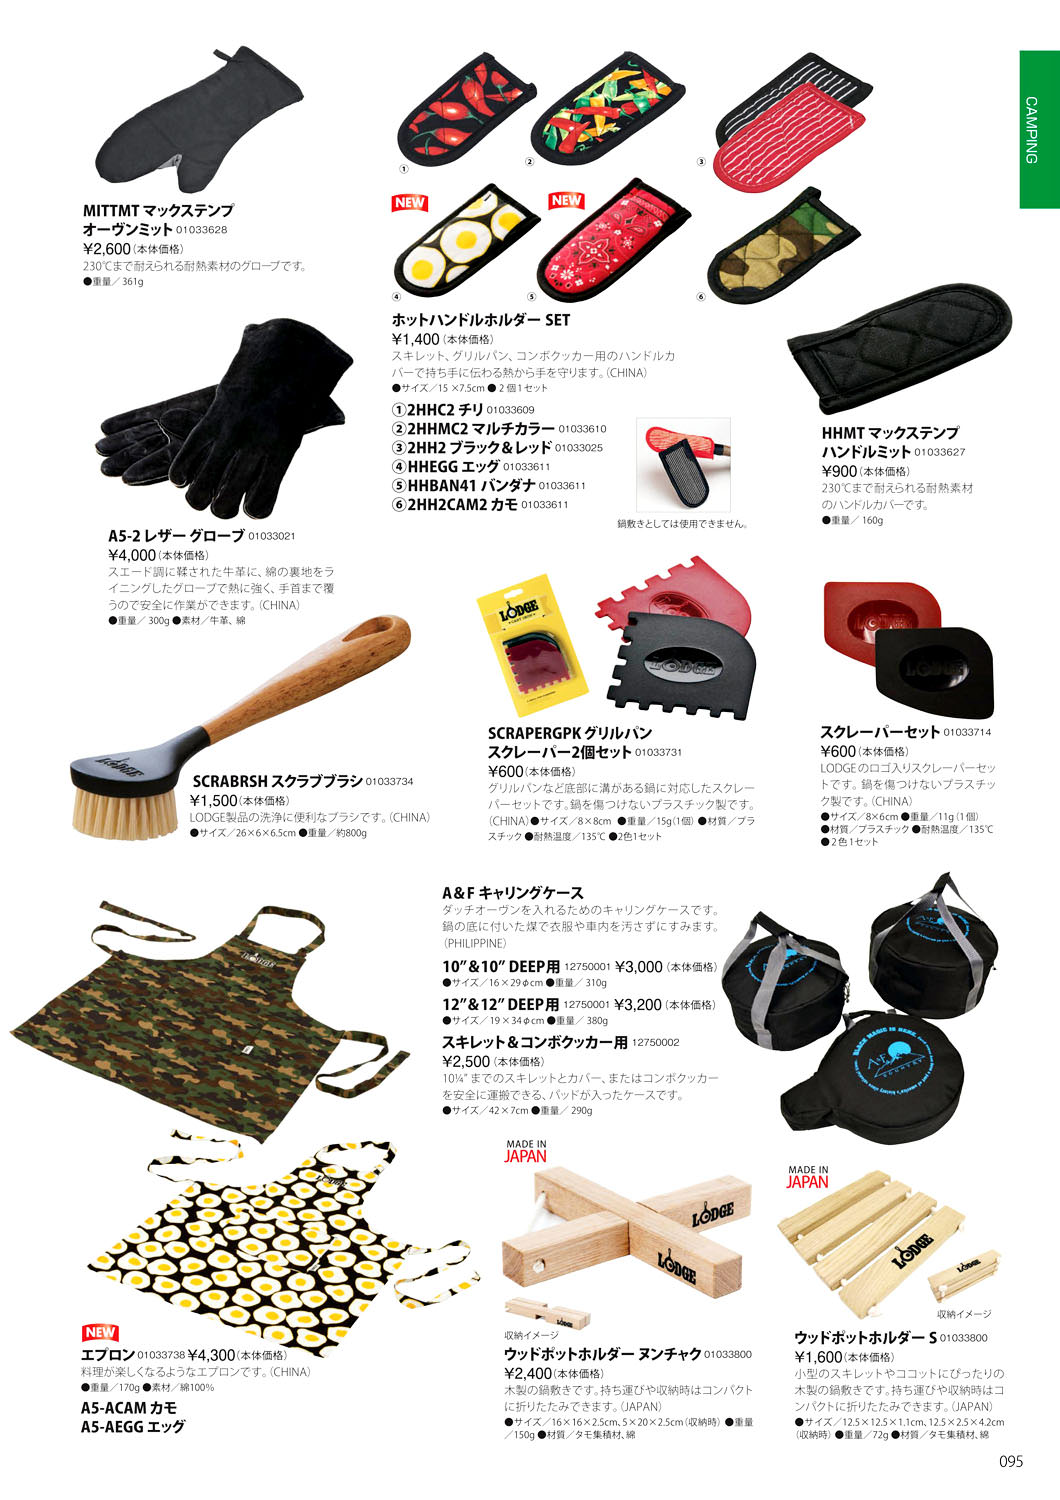 CAMPING
MITTMT マックステンプ
オーヴンミット 01033628
¥2,600（本体価格）
230℃まで耐えられる耐熱素材のグローブです。
●重量／361g
①
②
③
NEW
NEW
④
⑤
⑥
ホットハンドルホルダー SET
¥1,400（本体価格）
スキレット、グリルパン、コンボクッカー用のハンドルカ
バーで持ち手に伝わる熱から手を守ります。（CHINA）
●サイズ／15 ×7.5cm ● 2 個 1 セット
①2HHC2 チリ 01033609
②2HHMC2 マルチカラー 01033610
③2HH2 ブラック＆レッド 01033025
④HHEGG エッグ 01033611
⑤HHBAN41 バンダナ 01033611
⑥2HH2CAM2 カモ 01033611
鍋敷きとしては使用できません。
HHMT マックステンプ
ハンドルミット 01033627
¥900（本体価格）
230℃まで耐えられる耐熱素材
のハンドルカバーです。
●重量／ 160g
A5-2 レザー グローブ 01033021
¥4,000（本体価格）
スエード調に鞣された牛革に、綿の裏地をラ
イニングしたグローブで熱に強く、手首まで覆
うので安全に作業ができます。（CHINA）
●重量／ 300g ●素材／牛革、綿
LODGE
SCRABRSH スクラブブラシ 01033734
¥1,500（本体価格）
LODGE製品の洗浄に便利なブラシです。（CHINA）
●サイズ／26×6×6.5cm ●重量／約800g
LODGE
LODGE
SCRAPERGPK グリルパン
スクレーパー2個セット 01033731
¥600（本体価格）
グリルパンなど底部に溝がある鍋に対応したスクレー
パーセットです。鍋を傷つけないプラスチック製です。
（CHINA）●サイズ／8×8cm ●重量／15g（1個） ●材質／プラ
スチック ●耐熱温度／135℃ ●2色1セット
LODGE
LODGE
スクレーパーセット 01033714
¥600（本体価格）
LODGEのロゴ入りスクレーパーセッ
トです。鍋を傷つけないプラスチッ
ク製です。（CHINA）
●サイズ／8×6cm ●重量／11g（1個）
●材質／プラスチック ●耐熱温度／135℃
● 2 色 1 セット
A＆F キャリングケース
ダッチオーヴンを入れるためのキャリングケースです。
鍋の底に付いた煤で衣服や車内を汚さずにすみます。
（PHILIPPINE）
10″＆10″ DEEP用 12750001 ¥3,000（本体価格）
●サイズ／16×29φcm ●重量／ 310g
12″＆12″ DEEP用 12750001 ¥3,200（本体価格）
●サイズ／19×34φcm ●重量／ 380g
スキレット＆コンボクッカー用 12750002
¥2,500（本体価格）
10¼″ までのスキレットとカバー、またはコンボクッカー
を安全に運搬できる、パッドが入ったケースです。
●サイズ／42×7cm ●重量／ 290g
BLACK MAGIC IS HERE.
A&F
COUNTRY
LODGE
LODGE
NEW
エプロン 01033738 ¥4,300（本体価格）
料理が楽しくなるようなエプロンです。（CHINA）
●重量／170g ●素材／綿100%
A5-ACAM カモ
A5-AEGG エッグ
MADE IN
JAPAN
LODGE
LODGE
LODGE
収納イメージ
ウッドポットホルダー ヌンチャク 01033800
¥2,400（本体価格）
木製の鍋敷きです。持ち運びや収納時はコンパクト
に折りたたみできます。（JAPAN）
●サイズ／16×16×2.5cm、5×20×2.5cm（収納時） ●重量
／150g ●材質／タモ集積材、綿
MADE IN
JAPAN
LODGE
LODGE
収納イメージ
ウッドポットホルダー S 01033800
¥1,600（本体価格）
小型のスキレットやココットにぴったりの
木製の鍋敷きです。持ち運びや収納時はコ
ンパクトに折りたたみできます。（JAPAN）
●サイズ／12.5×12.5×1.1cm、12.5×2.5×4.2cm
（収納時） ●重量／72g ●材質／タモ集積材、綿
095